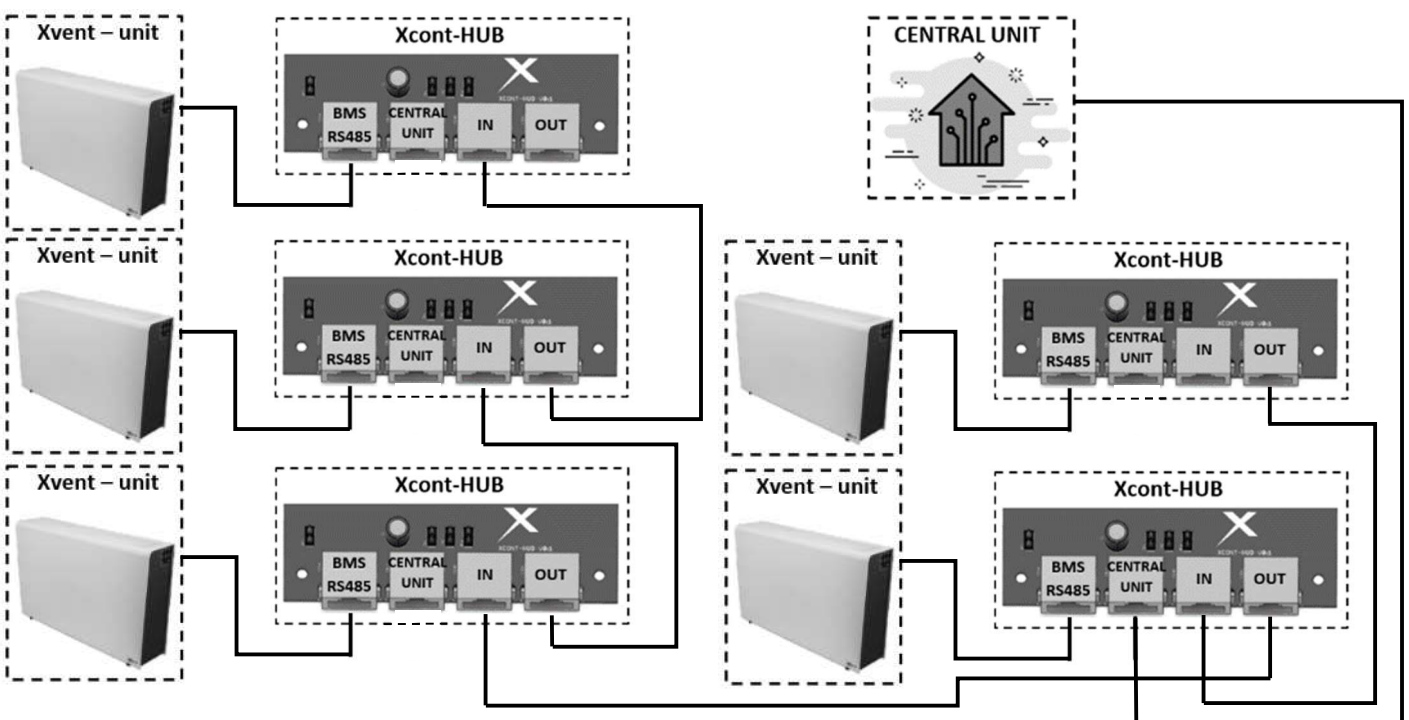 Xvent – unit
Xcont-HUB
BMS
RS485
CENTRAL
UNIT
IN
OUT
CENTRAL UNIT
Xvent – unit
Xcont-HUB
BMS
RS485
CENTRAL
UNIT
IN
OUT
Xvent – unit
Xcont-HUB
BMS
RS485
CENTRAL
UNIT
IN
OUT
Xvent – unit
Xcont-HUB
BMS
RS485
CENTRAL
UNIT
IN
OUT
Xvent – unit
Xcont-HUB
BMS
RS485
CENTRAL
UNIT
IN
OUT